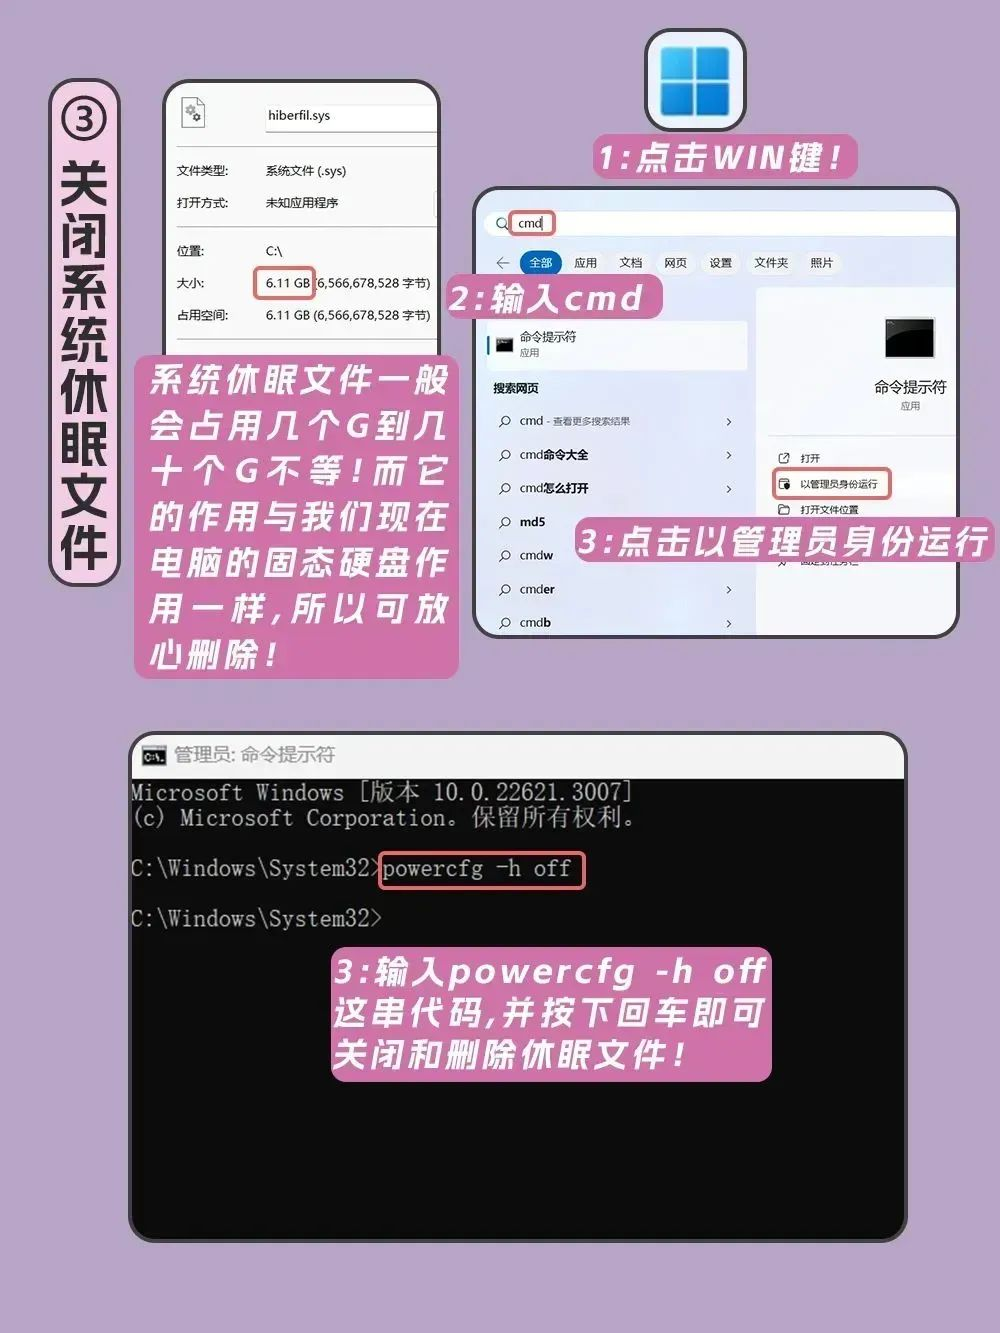 ③
关闭系统休眠文件
hiberfil.sys
文件类型: 系统文件 (.sys)
打开方式: 未知应用程序
位置: C:\
大小: 6.11 GB (6,566,678,528 字节)
占用空间: 6.11 GB (6,566,678,528 字节)
系统休眠文件一般
会占用几个G到几
十个G不等!而它
的作用与我们现在
电脑的固态硬盘作
用一样,所以可放
心删除!
1:点击WIN键!
cmd
全部 应用 文档 网页 设置 文件夹 照片
2:输入cmd
命令提示符
应用
搜索网页
cmd - 查看更多搜索结果
cmd命令大全
cmd怎么打开
md5
cmdw
cmder
cmdb
命令提示符
应用
打开
以管理员身份运行
打开文件位置
3:点击以管理员身份运行
管理员: 命令提示符
Microsoft Windows [版本 10.0.22621.3007]
(c) Microsoft Corporation。保留所有权利。
C:\Windows\System32>powercfg -h off
C:\Windows\System32>
3:输入powercfg -h off
这串代码,并按下回车即可
关闭和删除休眠文件!